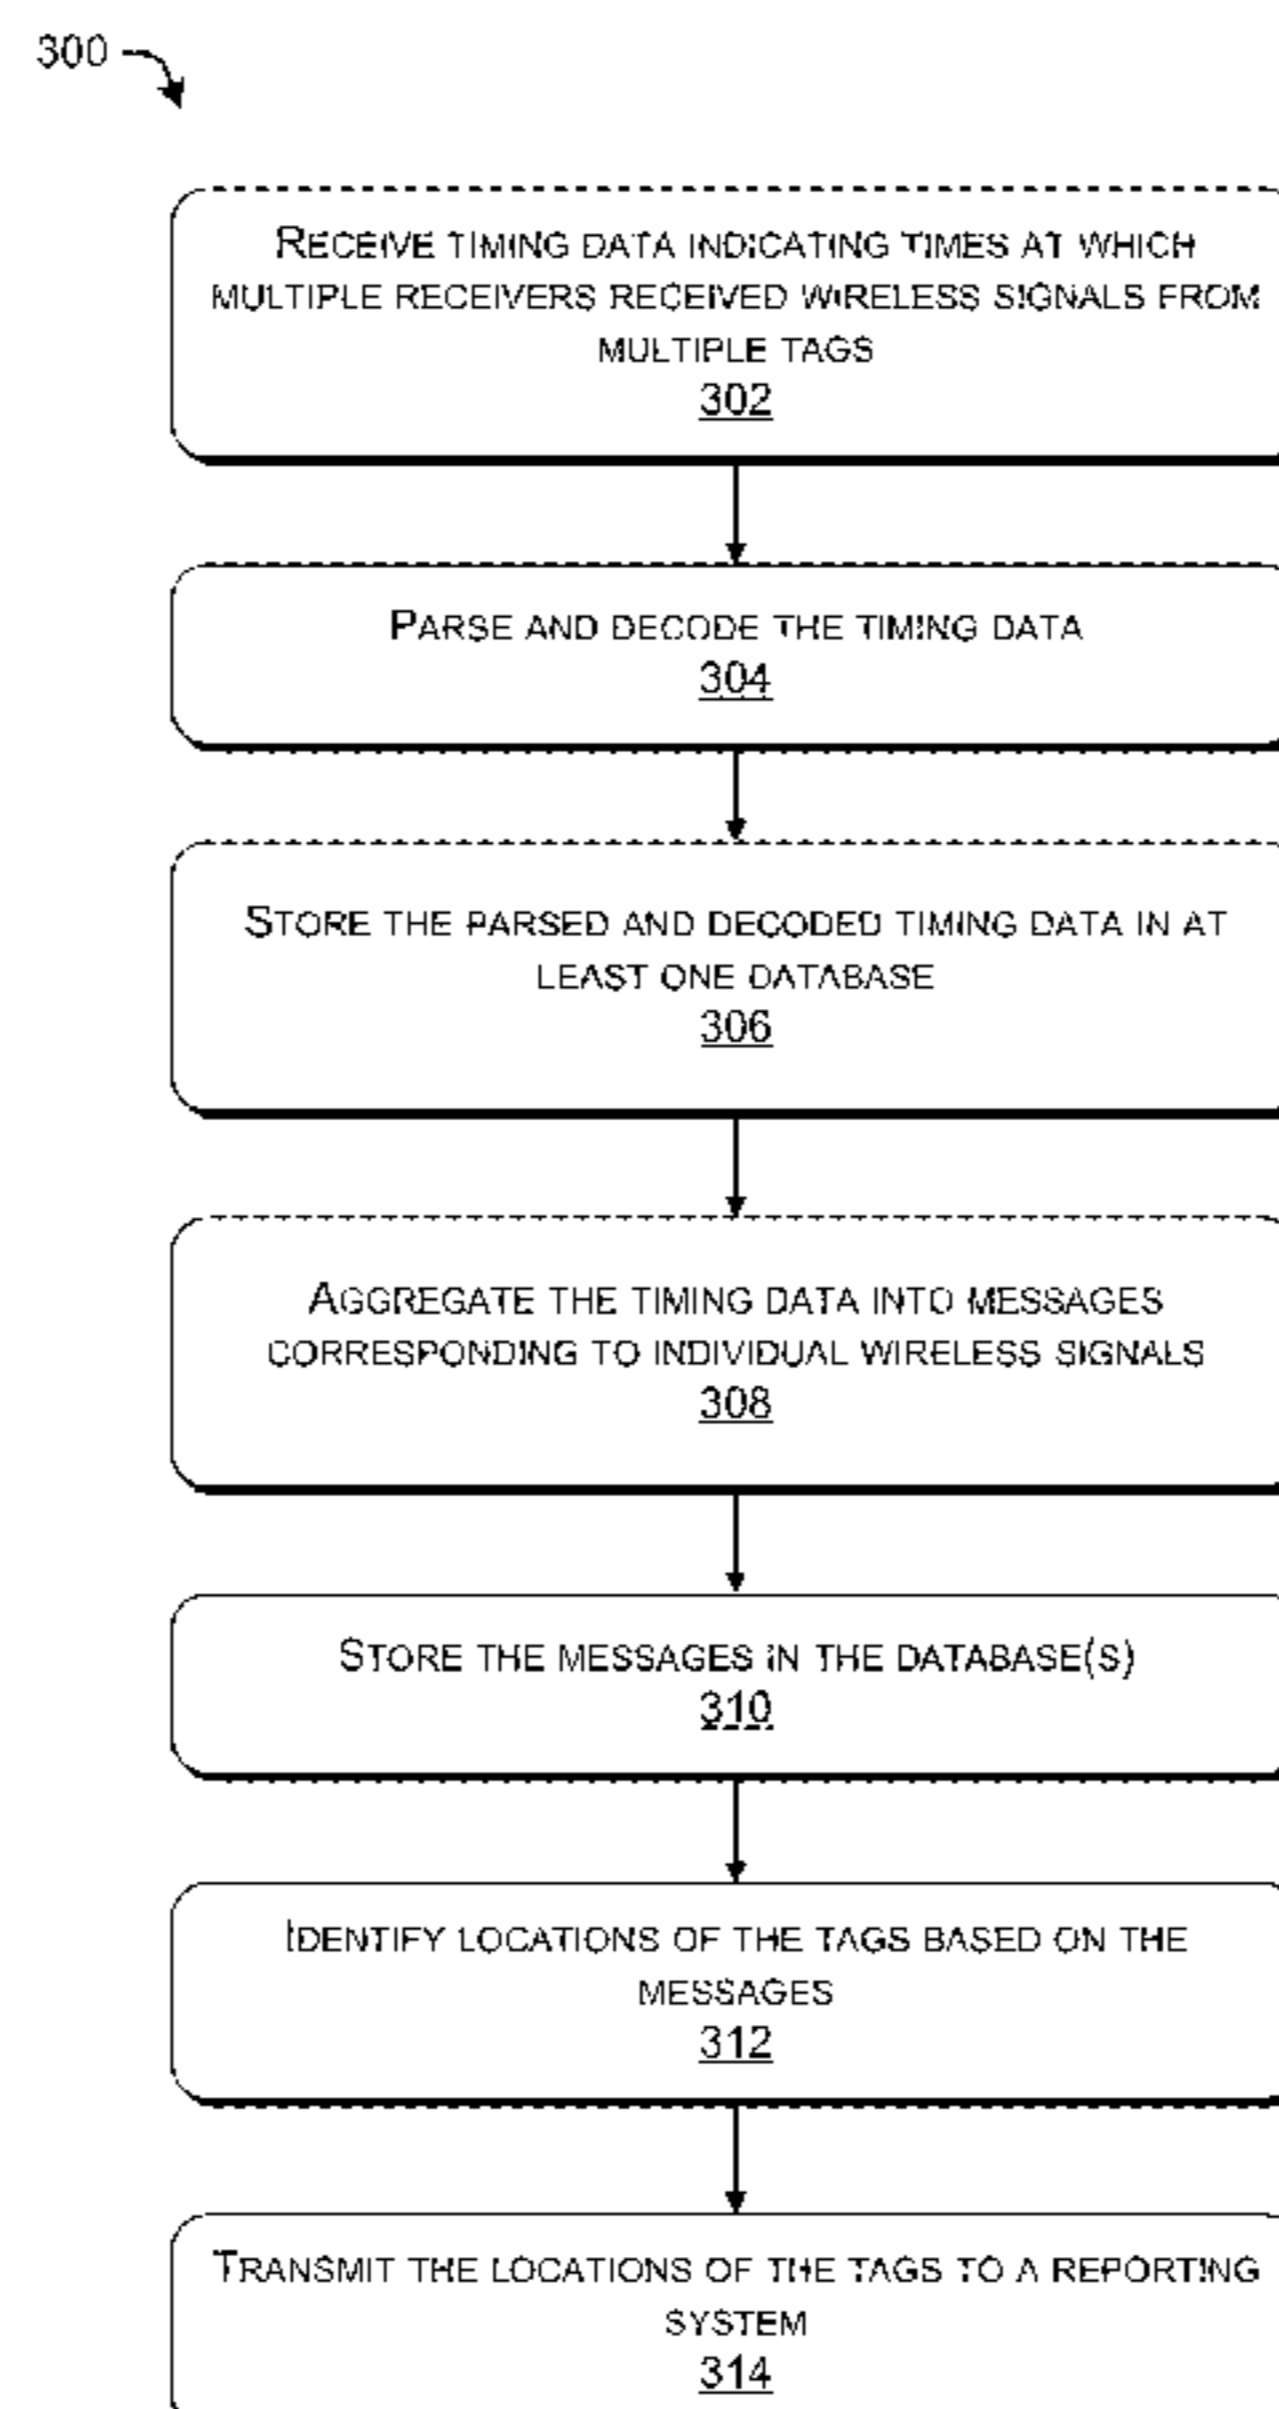 300
RECEIVE TIMING DATA INDICATING TIMES AT WHICH
MULTIPLE RECEIVERS RECEIVED WIRELESS SIGNALS FROM
MULTIPLE TAGS
302
PARSE AND DECODE THE TIMING DATA
304
STORE THE PARSED AND DECODED TIMING DATA IN AT
LEAST ONE DATABASE
306
AGGREGATE THE TIMING DATA INTO MESSAGES
CORRESPONDING TO INDIVIDUAL WIRELESS SIGNALS
308
STORE THE MESSAGES IN THE DATABASE(S)
310
IDENTIFY LOCATIONS OF THE TAGS BASED ON THE
MESSAGES
312
TRANSMIT THE LOCATIONS OF THE TAGS TO A REPORTING
SYSTEM
314